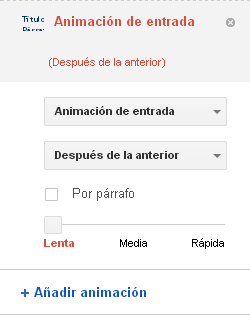 Título Animación de entrada
(Después de la anterior)
Animación de entrada
Después de la anterior
Por párrafo
Lenta Media Rápida
+ Añadir animación